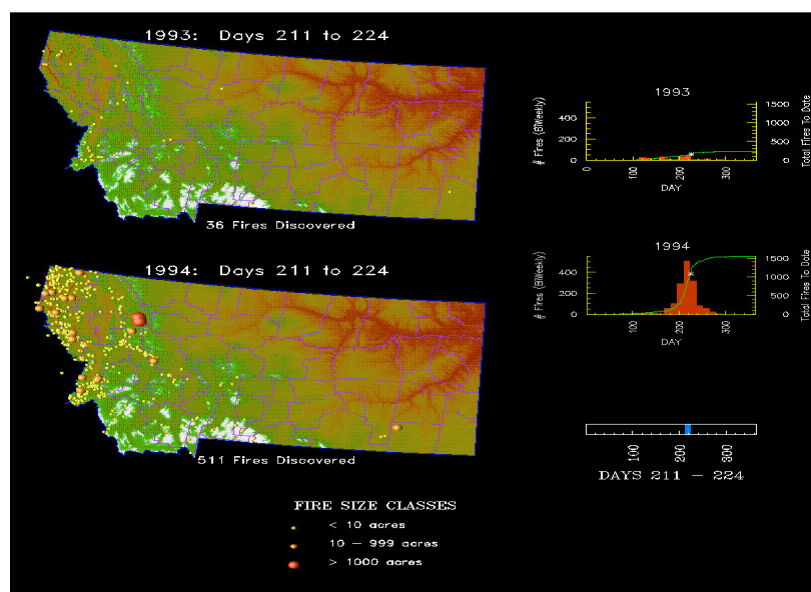 1993: Days 211 to 224
36 Fires Discovered
1993
# Fires (BiWeekly)
400
200
0
1500
1000
500
0
Total Fires To Date
0
100
200
300
DAY
1994: Days 211 to 224
511 Fires Discovered
1994
# Fires (BiWeekly)
400
200
0
1500
1000
500
0
Total Fires To Date
0
100
200
300
DAY
100
200
300
DAYS 211 - 224
FIRE SIZE CLASSES
< 10 acres
10 - 999 acres
> 1000 acres